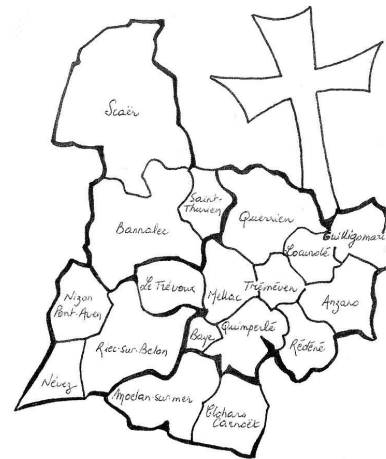 Scaër
Saint-
Thurien
Bannalec
Querrien
Guilligomarc
Locunolé
Le Trévoux
Mellac
Tréméven
Arzano
Nizon
Pont-Aven
Riec-sur-Belon
Baye
Quimperlé
Rédéné
Névez
Moëlan-sur-mer
Clohars
Carnoët